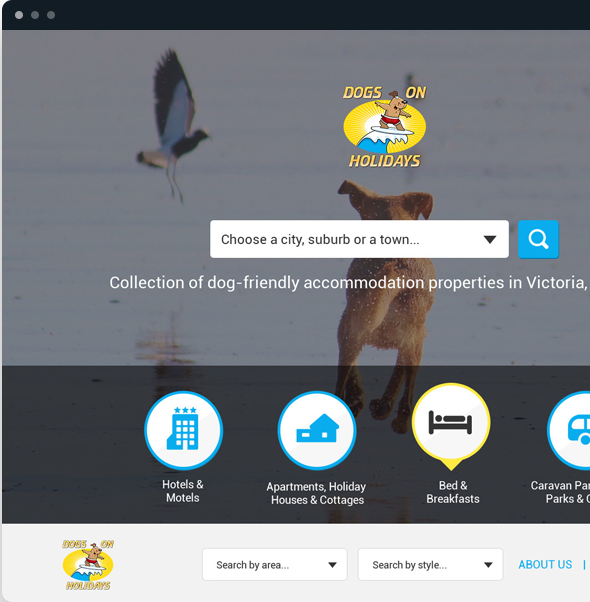 DOGS ON
HOLIDAYS
Choose a city, suburb or a town...
Collection of dog-friendly accommodation properties in Victoria,
Hotels &
Motels
Apartments, Holiday
Houses & Cottages
Bed &
Breakfasts
Caravan Par
Parks & C
DOGS ON
HOLIDAYS
Search by area...
Search by style...
ABOUT US |